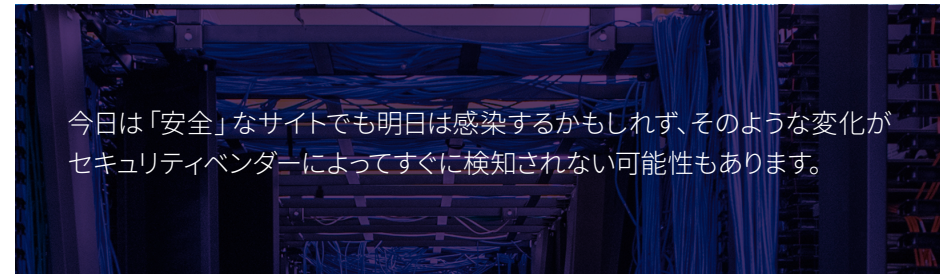 今日は「安全」なサイトでも明日は感染するかもしれず、そのような変化が
セキュリティベンダーによってすぐに検知されない可能性もあります。